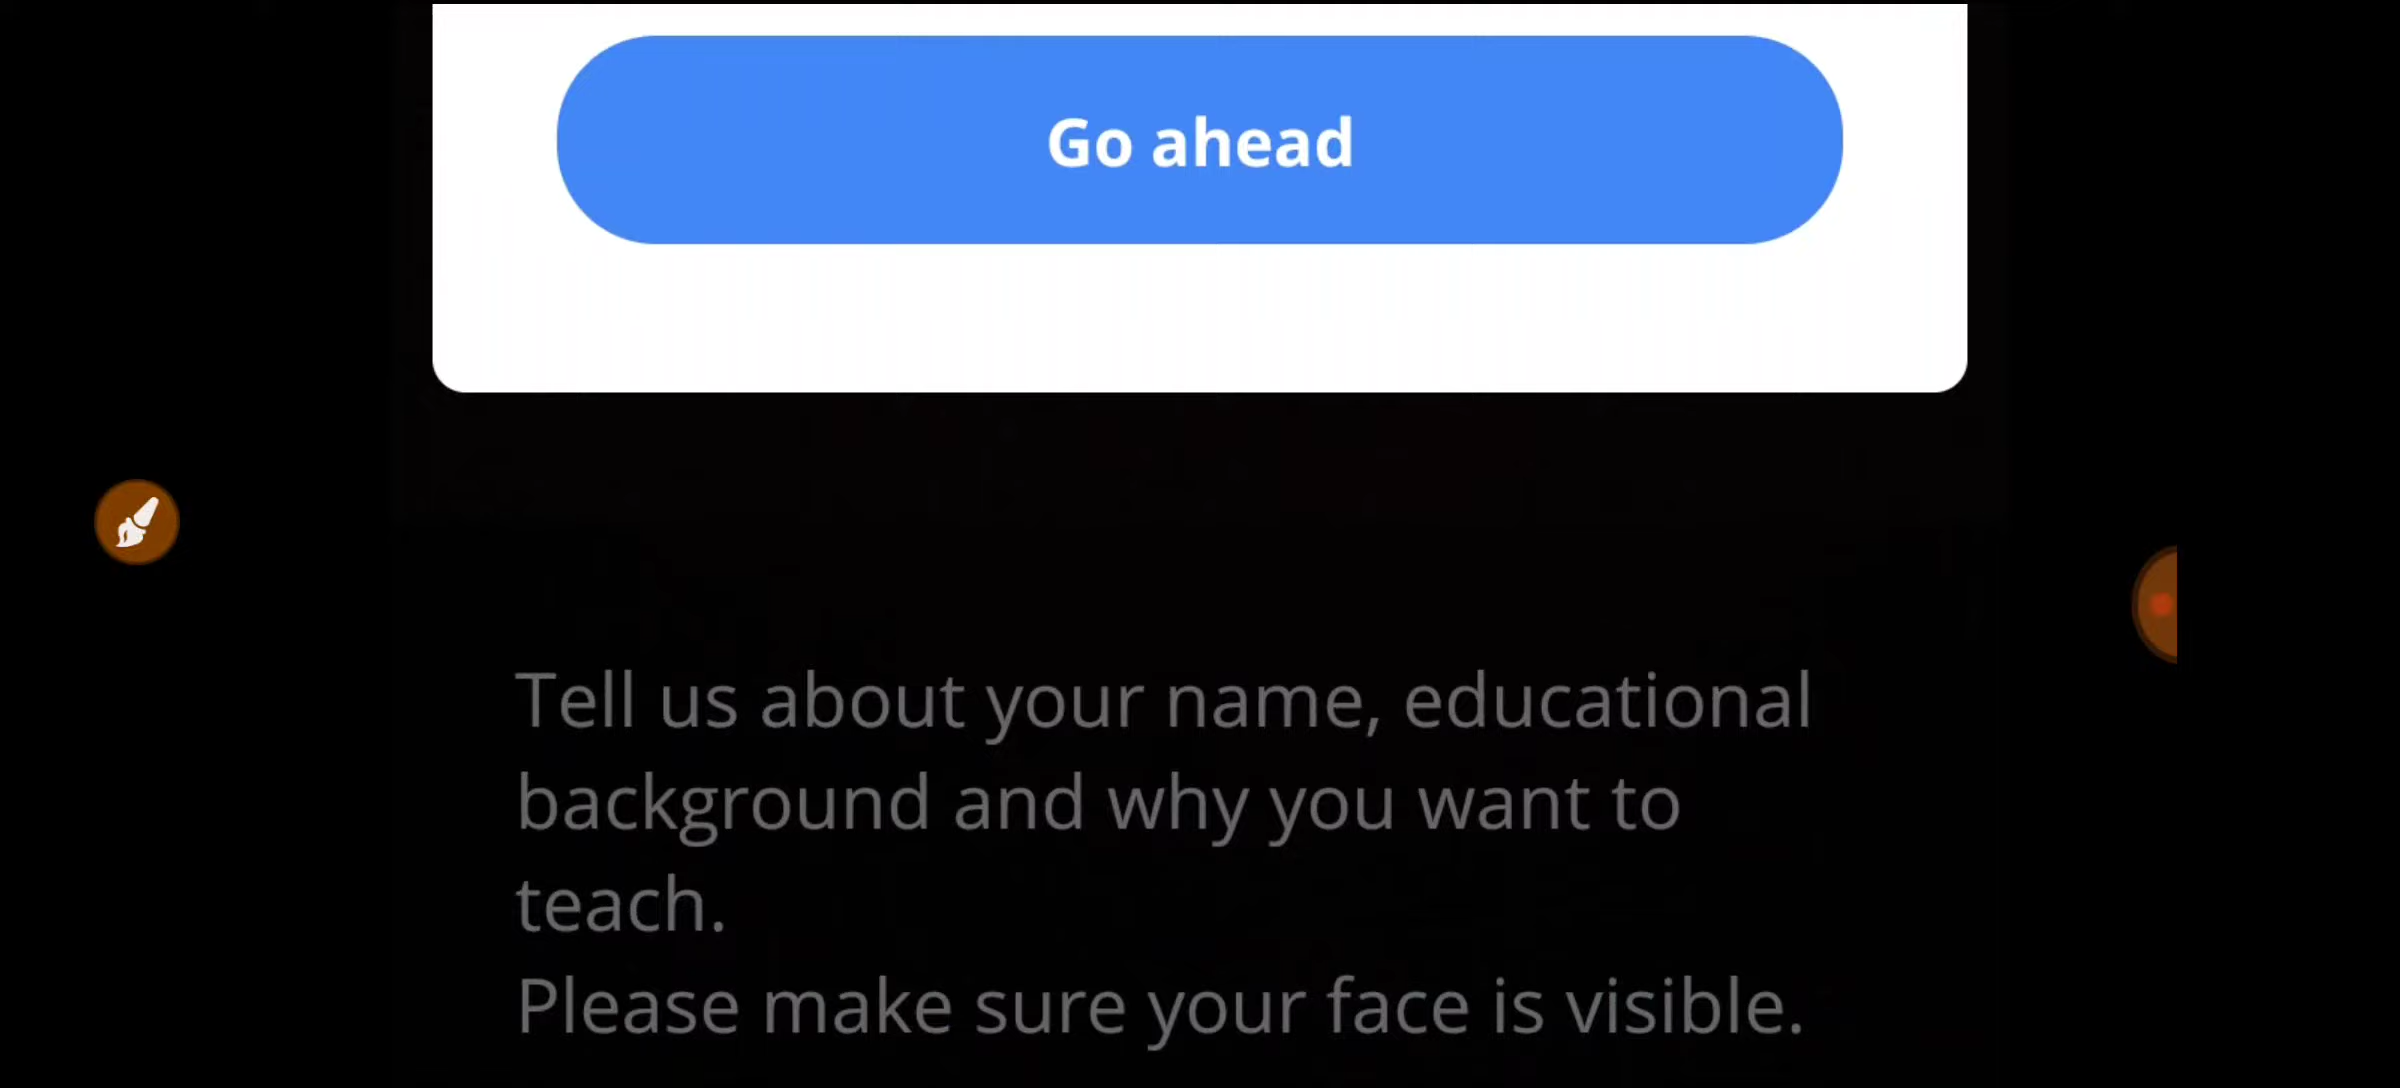 Go ahead
Tell us about your name, educational
background and why you want to
teach.
Please make sure your face is visible.